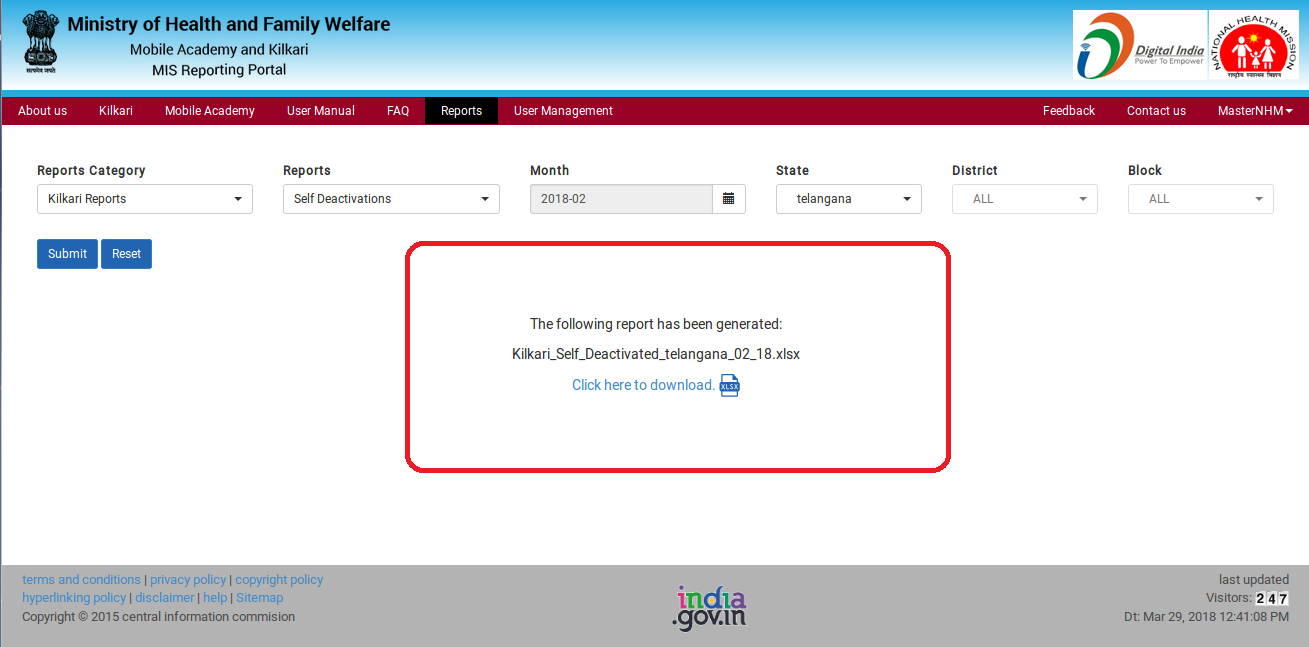 Ministry of Health and Family Welfare
Mobile Academy and Kilkari
MIS Reporting Portal
सत्यमेव जयते
Digital India
Power To Empower
NATIONAL HEALTH MISSION
राष्ट्रीय स्वास्थ्य मिशन
About us Kilkari Mobile Academy User Manual FAQ Reports User Management Feedback Contact us MasterNHM
Reports Category Reports Month State District Block
Kilkari Reports Self Deactivations 2018-02 telangana ALL ALL
Submit Reset
The following report has been generated:
Kilkari_Self_Deactivated_telangana_02_18.xlsx
Click here to download. XLSX
terms and conditions | privacy policy | copyright policy
hyperlinking policy | disclaimer | help | Sitemap
Copyright © 2015 central information commision
india
.gov.in
last updated
Visitors: 247
Dt: Mar 29, 2018 12:41:08 PM